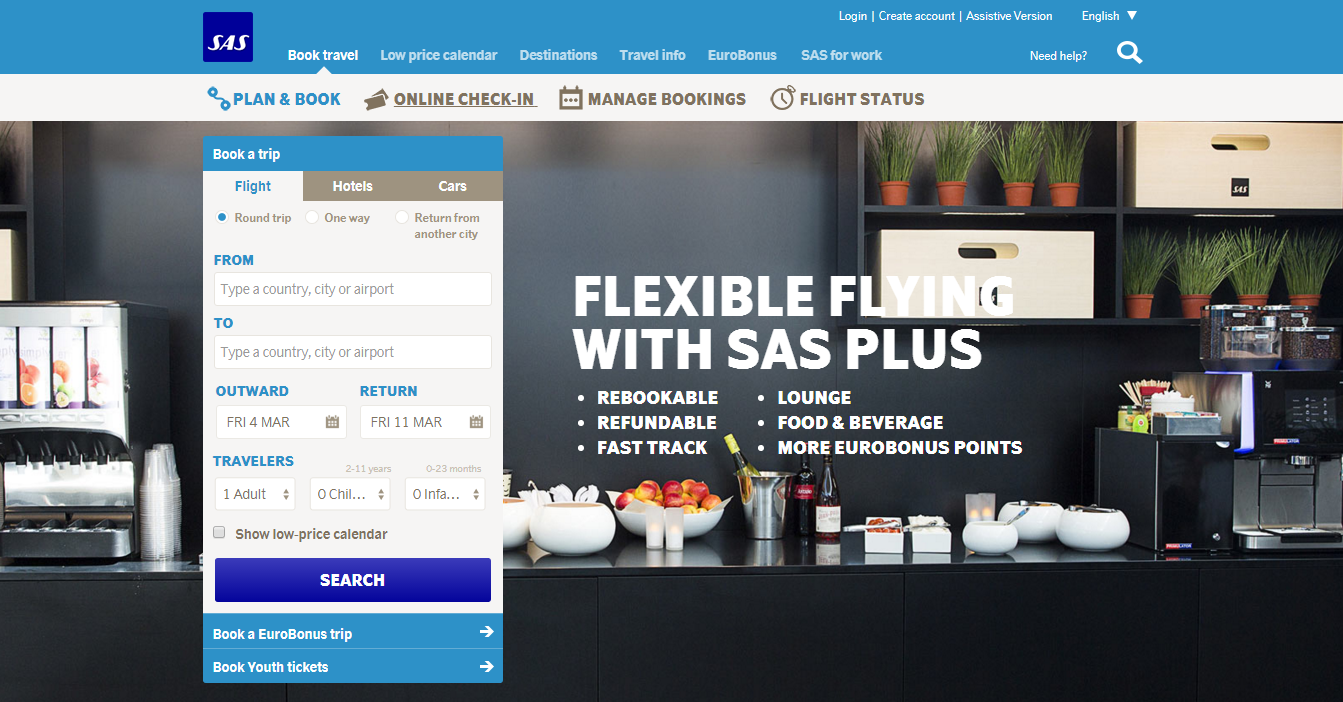 Login | Create account | Assistive Version
English
SAS
Book travel
Low price calendar
Destinations
Travel info
EuroBonus
SAS for work
Need help?
PLAN & BOOK
ONLINE CHECK-IN
MANAGE BOOKINGS
FLIGHT STATUS
Book a trip
Flight
Hotels
Cars
Round trip
One way
Return from
another city
FROM
Type a country, city or airport
TO
Type a country, city or airport
OUTWARD
RETURN
FRI 4 MAR
FRI 11 MAR
TRAVELERS
2-11 years
0-23 months
1 Adult
0 Chil...
0 Infa...
Show low-price calendar
SEARCH
Book a EuroBonus trip
Book Youth tickets
FLEXIBLE FLYING
WITH SAS PLUS
• REBOOKABLE
• REFUNDABLE
• FAST TRACK
• LOUNGE
• FOOD & BEVERAGE
• MORE EUROBONUS POINTS
SAS